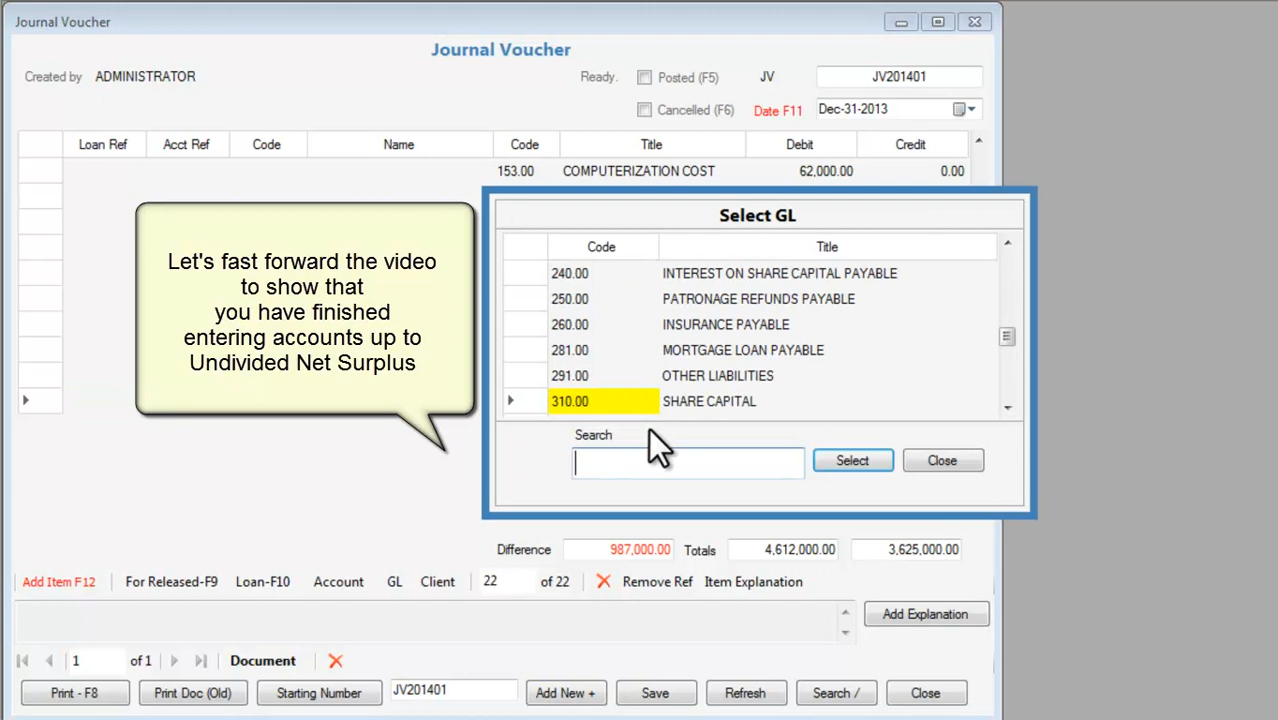 Journal Voucher
Journal Voucher
Created by ADMINISTRATOR Ready. Posted (F5) JV JV201401
Cancelled (F6) Date F11 Dec-31-2013
Loan Ref Acct Ref Code Name Code Title Debit Credit
153.00 COMPUTERIZATION COST 62,000.00 0.00
Let's fast forward the video
to show that
you have finished
entering accounts up to
Undivided Net Surplus
Select GL
Code Title
240.00 INTEREST ON SHARE CAPITAL PAYABLE
250.00 PATRONAGE REFUNDS PAYABLE
260.00 INSURANCE PAYABLE
281.00 MORTGAGE LOAN PAYABLE
291.00 OTHER LIABILITIES
310.00 SHARE CAPITAL
Search
Select Close
Difference 987,000.00 Totals 4,612,000.00 3,625,000.00
Add Item F12 For Released-F9 Loan-F10 Account GL Client 22 of 22 Remove Ref Item Explanation
Add Explanation
1 of 1 Document
Print - F8 Print Doc (Old) Starting Number JV201401 Add New + Save Refresh Search / Close